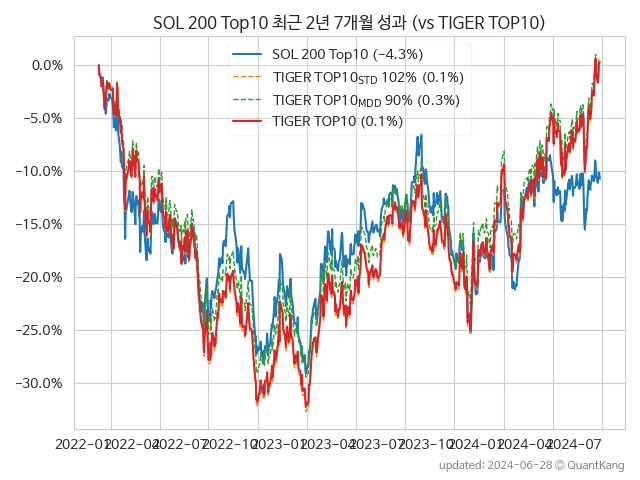 SOL 200 Top10 최근 2년 7개월 성과 (vs TIGER TOP10)
SOL 200 Top10 (−4.3%)
TIGER TOP10STD 102% (0.1%)
TIGER TOP10MDD 90% (0.3%)
TIGER TOP10 (0.1%)
0.0%
−5.0%
−10.0%
−15.0%
−20.0%
−25.0%
−30.0%
2022−01 2022−04 2022−07 2022−10 2023−01 2023−04 2023−07 2023−10 2024−01 2024−04 2024−07
updated: 2024-06-28 © QuantKang